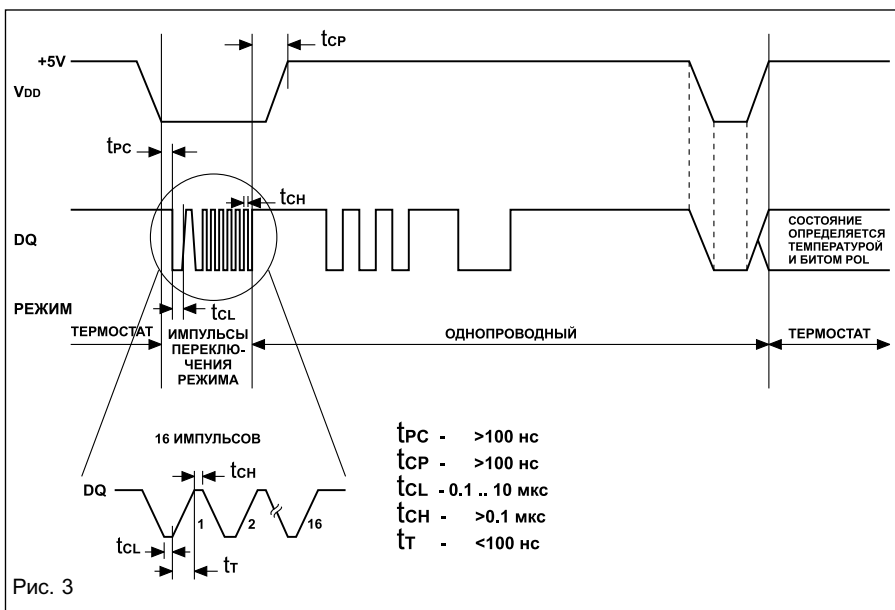 +5V
VDD
tCP
tPC
tCH
DQ
tCL
СОСТОЯНИЕ
ОПРЕДЕЛЯЕТСЯ
ТЕМПЕРАТУРОЙ
И БИТОМ POL
РЕЖИМ
ТЕРМОСТАТ
ИМПУЛЬСЫ
ПЕРЕКЛЮ-
ЧЕНИЯ
РЕЖИМА
ОДНОПРОВОДНЫЙ
ТЕРМОСТАТ
16 ИМПУЛЬСОВ
tCH
DQ
1
2
16
tCL
tT
tPC - >100 нс
tCP - >100 нс
tCL - 0.1 .. 10 мкс
tCH - >0.1 мкс
tT - <100 нс
Рис. 3